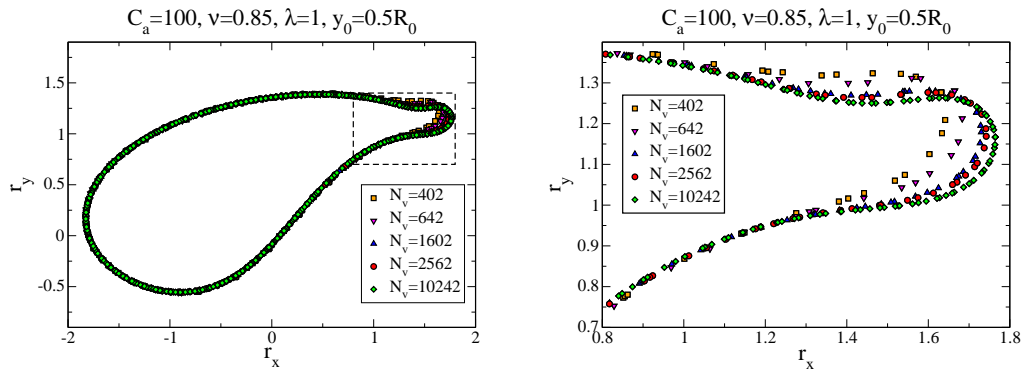 C_a=100, ν=0.85, λ=1, y_0=0.5R_0
r_y
1.5
1
0.5
0
-0.5
N_v=402
N_v=642
N_v=1602
N_v=2562
N_v=10242
-2
-1
0
1
2
r_x
C_a=100, ν=0.85, λ=1, y_0=0.5R_0
r_y
1.3
1.2
1.1
1
0.9
0.8
0.7
N_v=402
N_v=642
N_v=1602
N_v=2562
N_v=10242
0.8
1
1.2
1.4
1.6
1.8
r_x